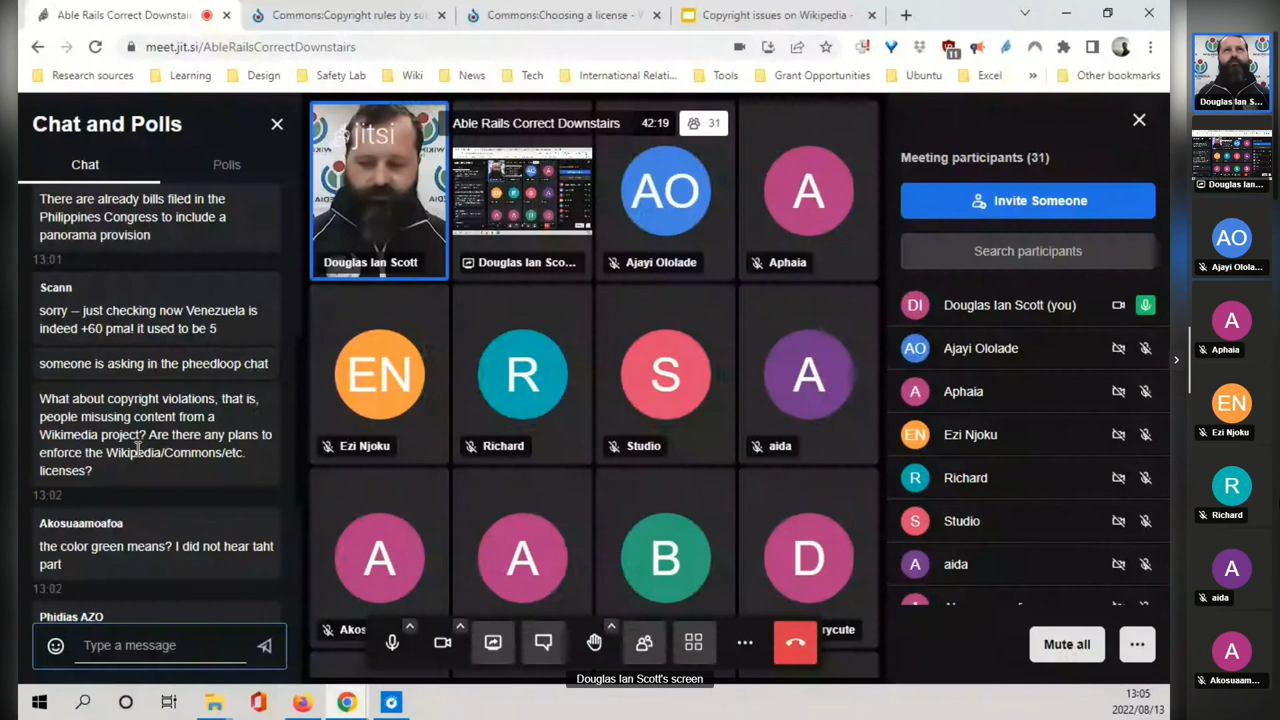 Able Rails Correct Downstair
Commons:Copyright rules by su
Commons:Choosing a license - W
Copyright issues on Wikipedia -
meet.jit.si/AbleRailsCorrectDownstairs
11
Research sources
Learning
Design
Safety Lab
Wiki
News
Tech
International Relati...
Tools
Grant Opportunities
Ubuntu
Excel
»
Other bookmarks
Chat and Polls
Chat
Polls
There are already bills filed in the
Philippines Congress to include a
panorama provision
13:01
Scann
sorry – just checking now Venezuela is
indeed +60 pma! it used to be 5
someone is asking in the pheedloop chat
What about copyright violations, that is,
people misusing content from a
Wikimedia project? Are there any plans to
enforce the Wikipedia/Commons/etc.
licenses?
13:02
Akosuaamoafoa
the color green means? I did not hear taht
part
13:02
Phidias AZO
Type a message
jitsi
Able Rails Correct Downstairs
42:19
31
Douglas Ian Scott
Douglas Ian Sco...
AO
Ajayi Ololade
A
Aphaia
EN
Ezi Njoku
R
Richard
S
Studio
A
aida
A
Akos
A
B
D
rycute
Meeting participants (31)
Invite Someone
Search participants
DI
Douglas Ian Scott (you)
AO
Ajayi Ololade
A
Aphaia
EN
Ezi Njoku
R
Richard
S
Studio
A
aida
Mute all
Douglas Ian Scott's screen
13:05
2022/08/13
Douglas Ian S...
Douglas Ian...
AO
Ajayi Olola...
A
Aphaia
EN
Ezi Njoku
R
Richard
A
aida
A
Akosuaam...